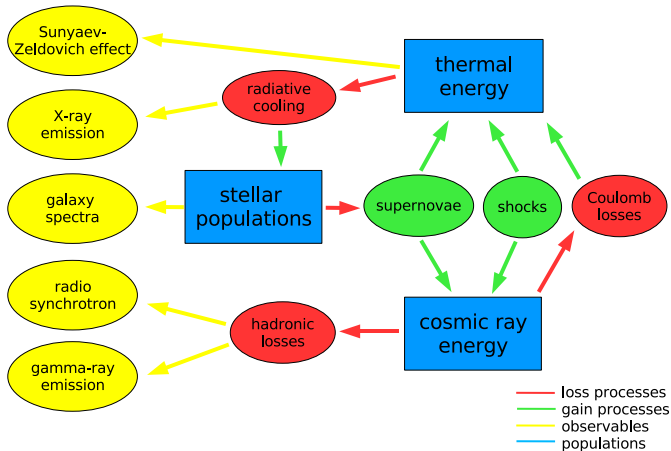 Sunyaev-
Zeldovich effect
thermal
energy
radiative
cooling
X-ray
emission
stellar
populations
galaxy
spectra
supernovae
shocks
Coulomb
losses
radio
synchrotron
hadronic
losses
cosmic ray
energy
gamma-ray
emission
loss processes
gain processes
observables
populations